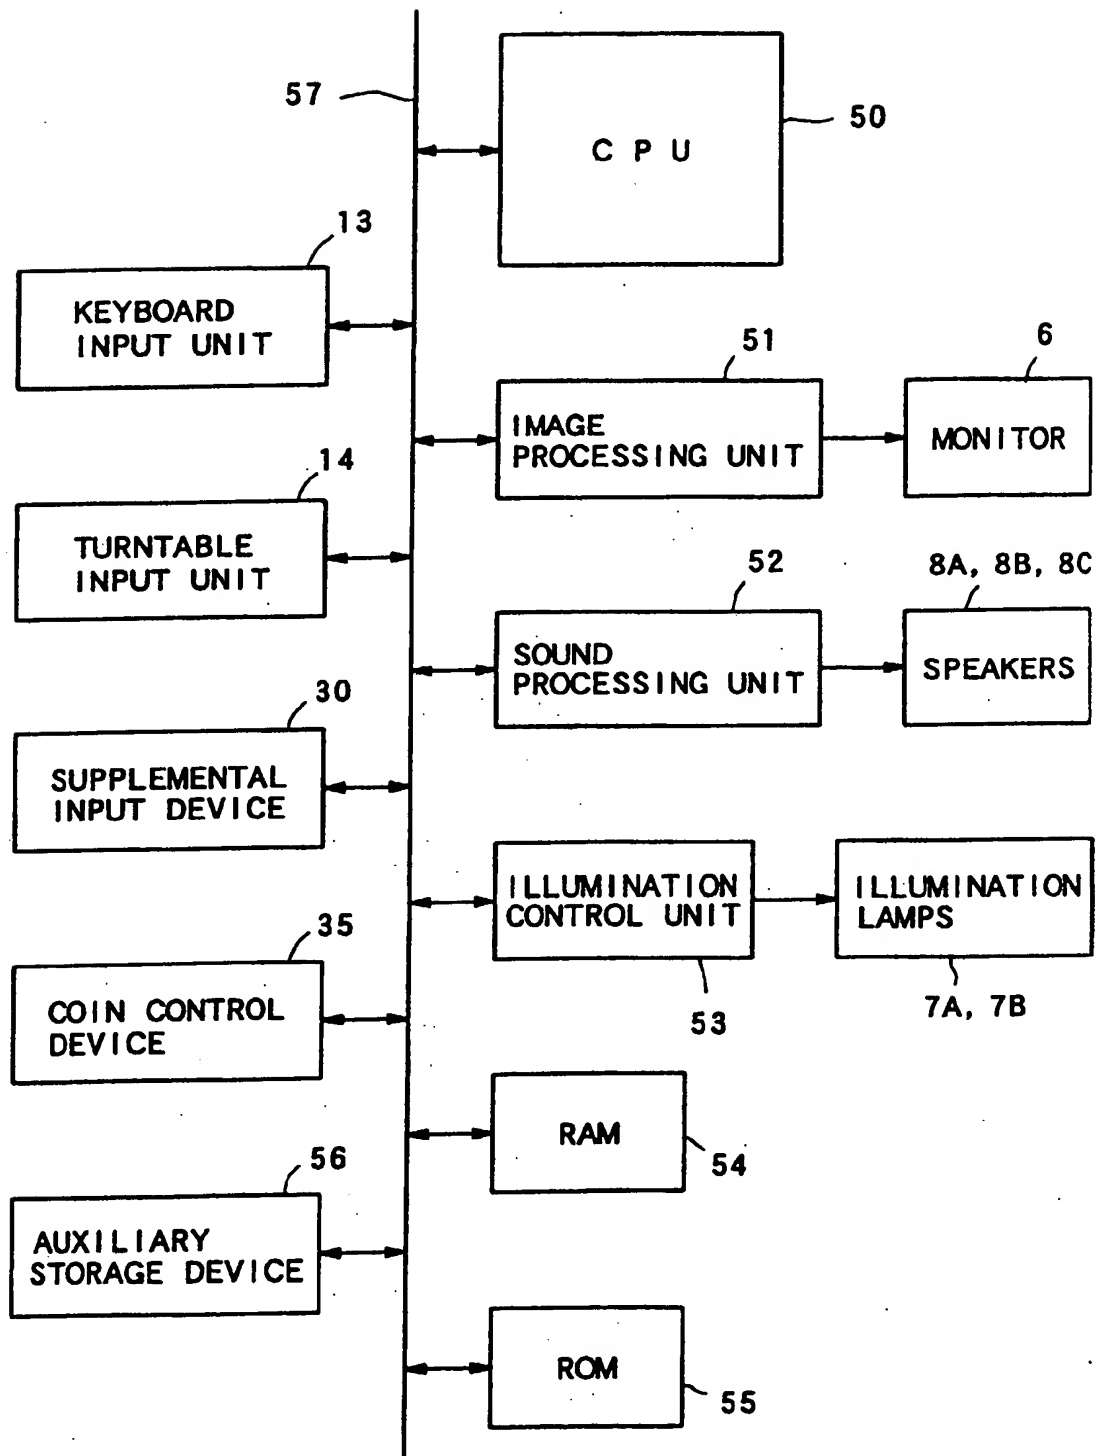 57
50
C P U
13
KEYBOARD
INPUT UNIT
51
6
IMAGE
PROCESSING UNIT
MONITOR
14
TURNTABLE
INPUT UNIT
52
8A, 8B, 8C
SOUND
PROCESSING UNIT
SPEAKERS
30
SUPPLEMENTAL
INPUT DEVICE
ILLUMINATION
CONTROL UNIT
ILLUMINATION
LAMPS
53
7A, 7B
35
COIN CONTROL
DEVICE
RAM
54
56
AUXILIARY
STORAGE DEVICE
ROM
55